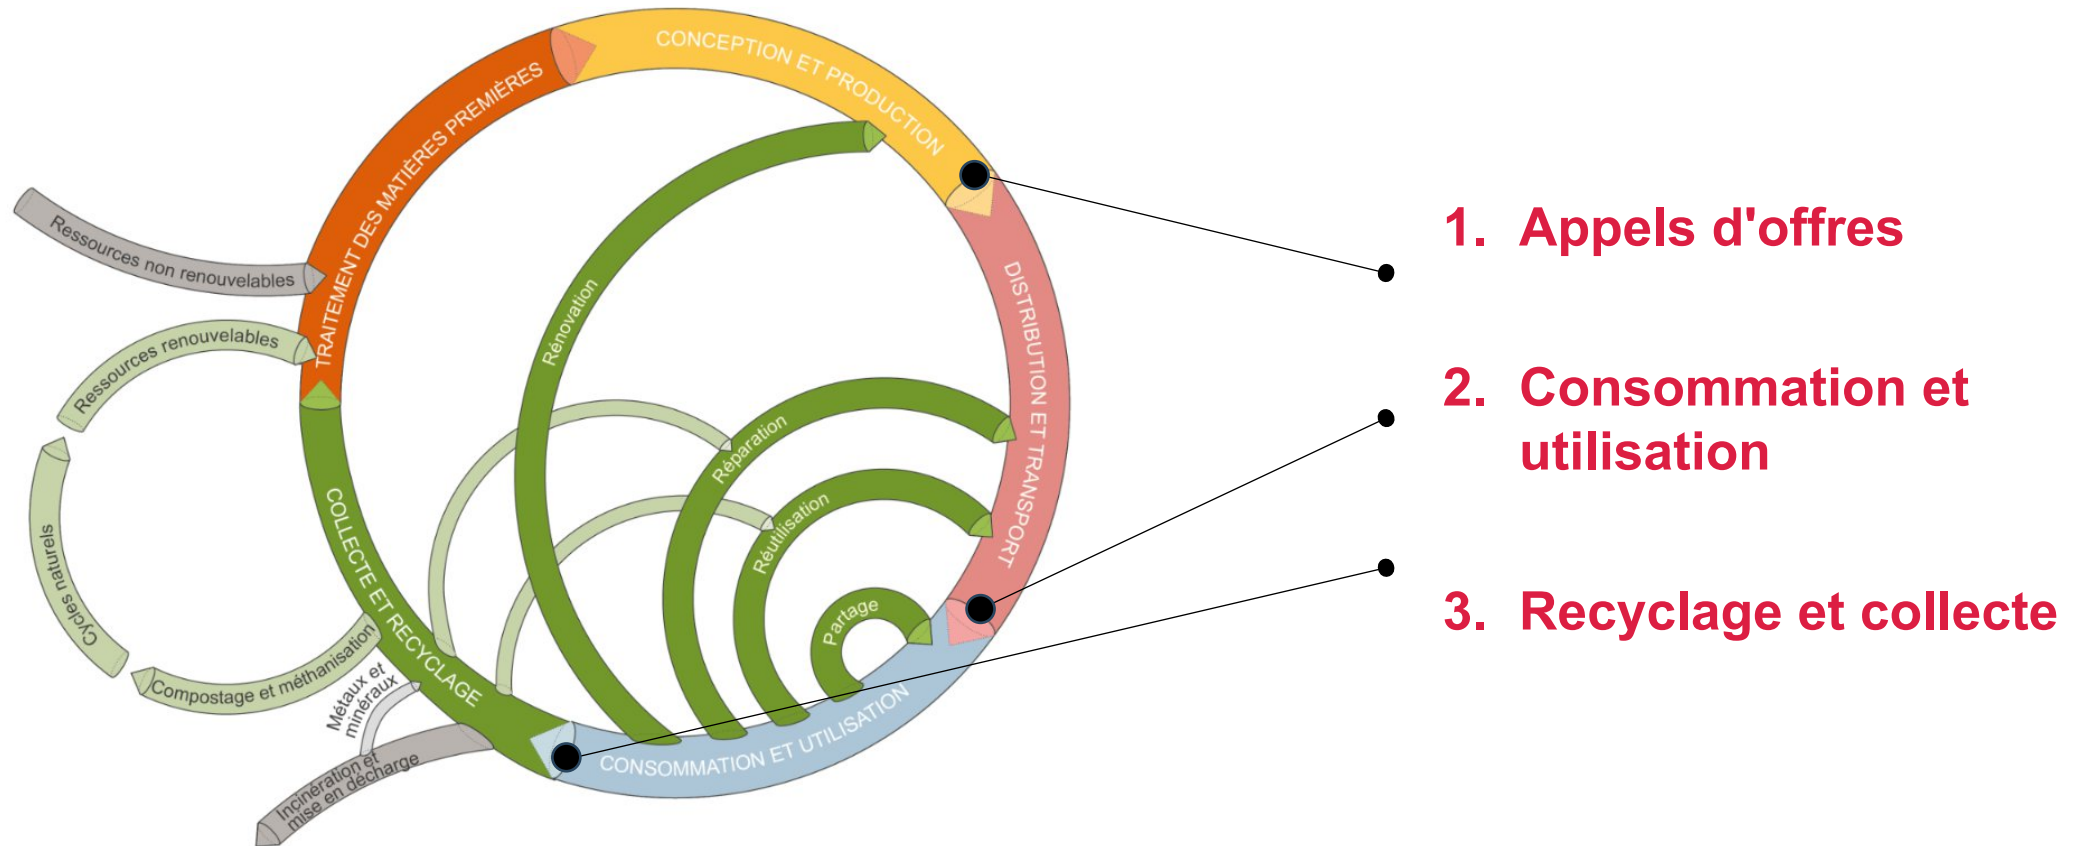 CONCEPTION ET PRODUCTION
TRAITEMENT DES MATIÈRES PREMIÈRES
Ressources non renouvelables
Ressources renouvelables
Cycles naturels
Compostage et méthanisation
Métaux et
minéraux
Incinération et
mise en décharge
COLLECTE ET RECYCLAGE
CONSOMMATION ET UTILISATION
DISTRIBUTION ET TRANSPORT
Rénovation
Réparation
Réutilisation
Partage
1. Appels d'offres
2. Consommation et
utilisation
3. Recyclage et collecte